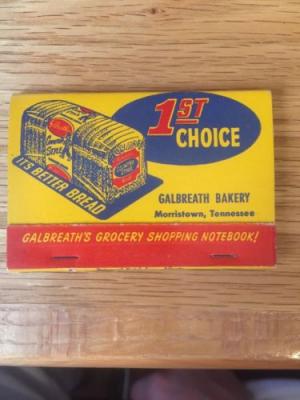 1ST
CHOICE
IT'S BETTER BREAD
GALBREATH BAKERY
Morristown, Tennessee
GALBREATH'S GROCERY SHOPPING NOTEBOOK!